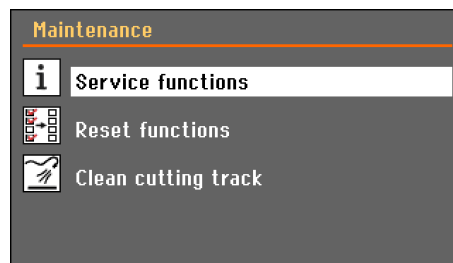 Maintenance
i Service functions
Reset functions
Clean cutting track